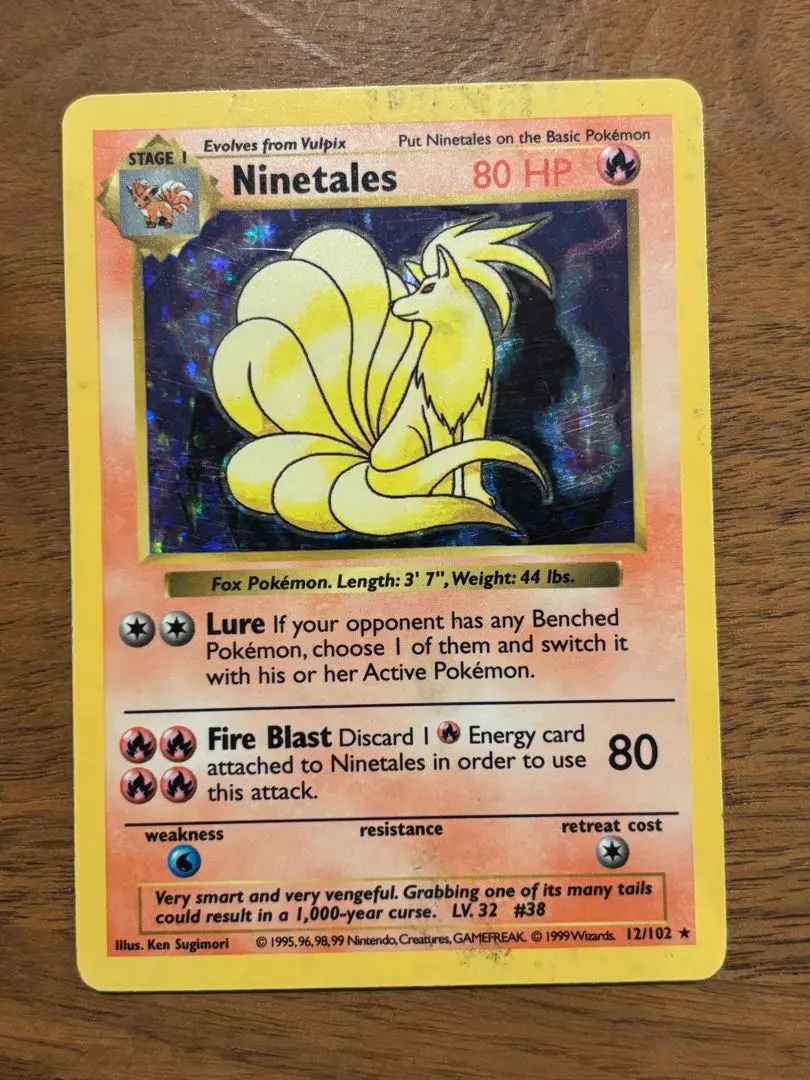 Evolves from Vulpix
Put Ninetales on the Basic Pokémon
STAGE 1
Ninetales
80 HP
Fox Pokémon. Length: 3' 7", Weight: 44 lbs.
Lure If your opponent has any Benched
Pokémon, choose 1 of them and switch it
with his or her Active Pokémon.
Fire Blast Discard 1 Energy card
attached to Ninetales in order to use
this attack.
80
weakness
resistance
retreat cost
Very smart and very vengeful. Grabbing one of its many tails
could result in a 1,000-year curse. LV. 32 #38
Illus. Ken Sugimori
© 1995, 96, 98, 99 Nintendo, Creatures, GAMEFREAK. © 1999 Wizards.
12/102 ★